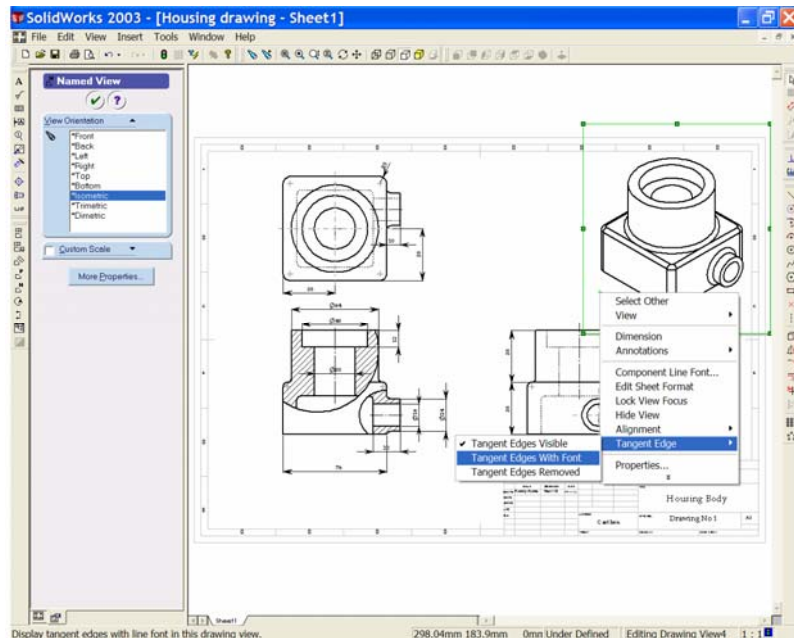 SolidWorks 2003 - [Housing drawing - Sheet1]
File Edit View Insert Tools Window Help
Named View
View Orientation
*Front
*Back
*Left
*Right
*Top
*Bottom
*Isometric
*Trimetric
*Dimetric
Custom Scale
More Properties...
Select Other
View
Dimension
Annotations
Component Line Font...
Edit Sheet Format
Lock View Focus
Hide View
Alignment
Tangent Edge
Properties...
Tangent Edges Visible
Tangent Edges With Font
Tangent Edges Removed
Housing Body
Drawing No 1
Sheet1
Display tangent edges with line font in this drawing view.
298.04mm 183.9mm 0mm Under Defined Editing Drawing View4 1 : 1